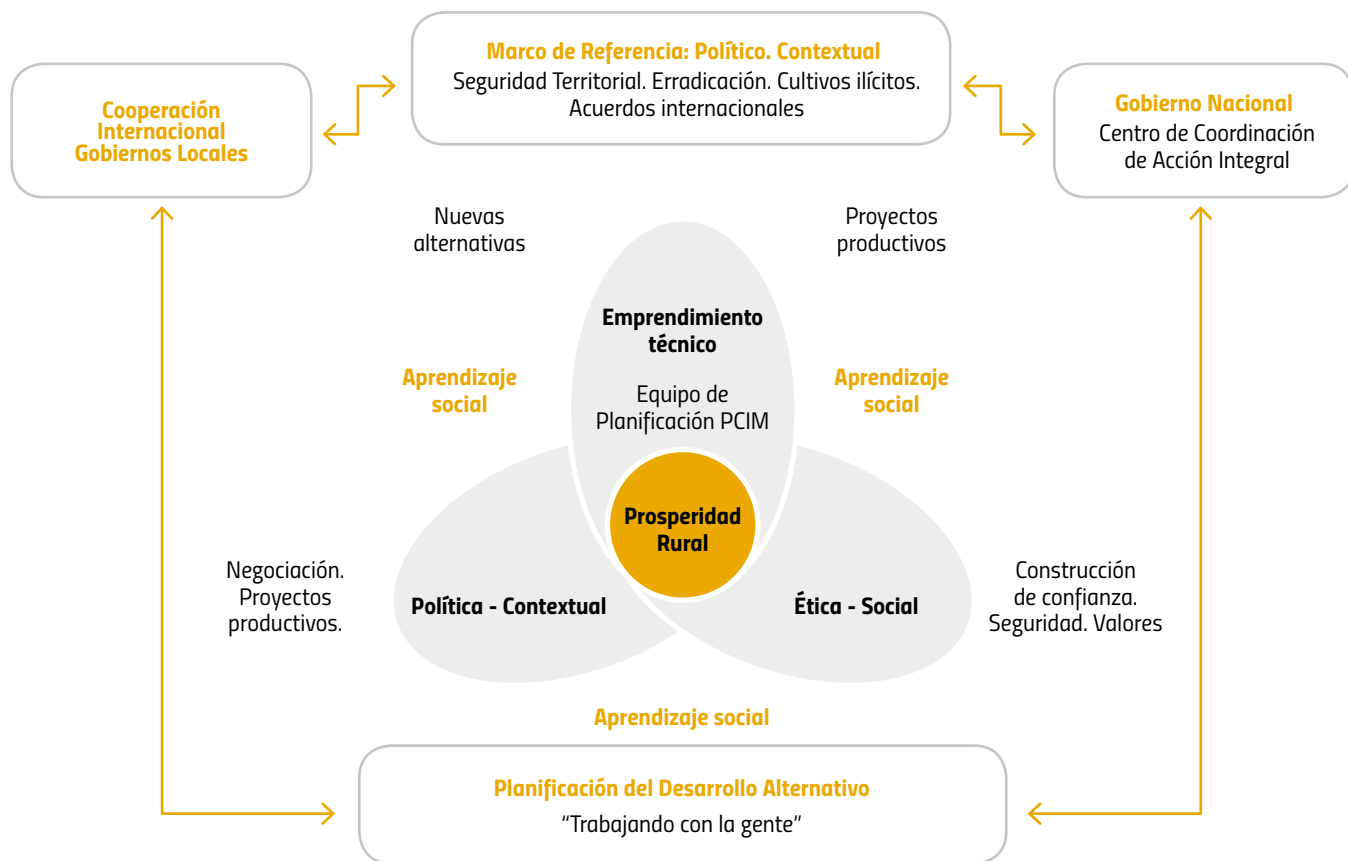 Marco de Referencia: Político. Contextual
Seguridad Territorial. Erradicación. Cultivos ilícitos.
Acuerdos internacionales
Cooperación
Internacional
Gobiernos Locales
Gobierno Nacional
Centro de Coordinación
de Acción Integral
Nuevas
alternativas
Proyectos
productivos
Emprendimiento
técnico
Equipo de
Planificación PCIM
Aprendizaje
social
Aprendizaje
social
Prosperidad
Rural
Negociación.
Proyectos
productivos.
Política - Contextual
Ética - Social
Construcción
de confianza.
Seguridad. Valores
Aprendizaje social
Planificación del Desarrollo Alternativo
“Trabajando con la gente”